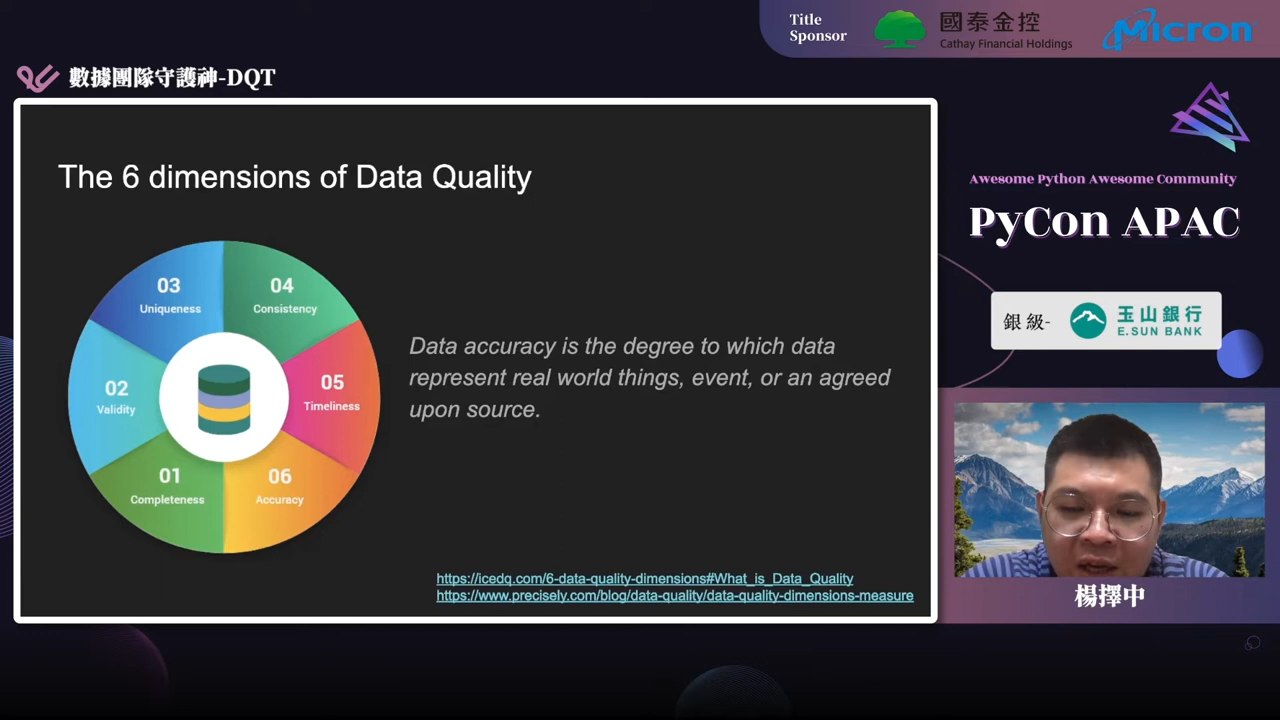 Title
Sponsor
國泰金控
Cathay Financial Holdings
Micron
數據團隊守護神-DQT
The 6 dimensions of Data Quality
03
Uniqueness
04
Consistency
02
Validity
05
Timeliness
01
Completeness
06
Accuracy
Data accuracy is the degree to which data
represent real world things, event, or an agreed
upon source.
https://icedq.com/6-data-quality-dimensions#What_is_Data_Quality
https://www.precisely.com/blog/data-quality/data-quality-dimensions-measure
Awesome Python Awesome Community
PyCon APAC
銀級-
玉山銀行
E.SUN BANK
楊擇中